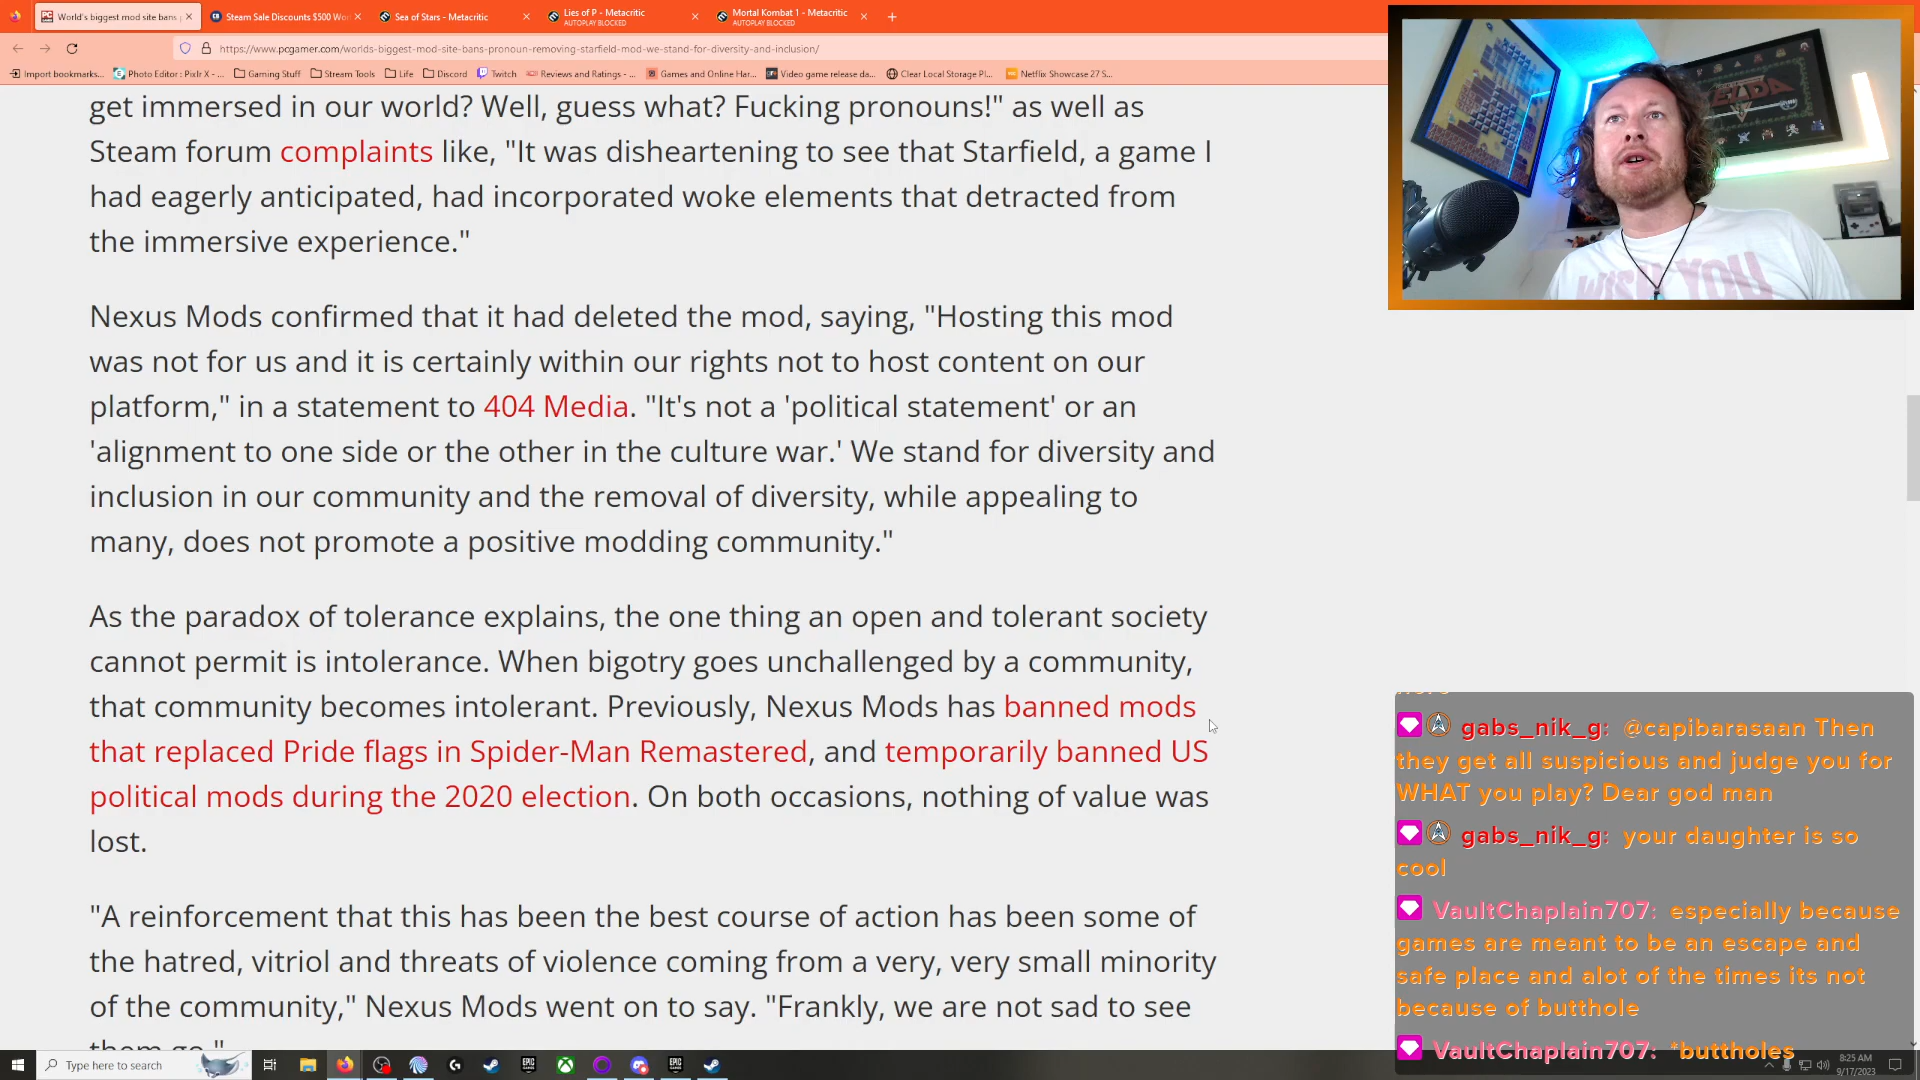 World's biggest mod site bans p
Steam Sale Discounts $500 Wor
Sea of Stars - Metacritic
Lies of P - Metacritic
AUTOPLAY BLOCKED
Mortal Kombat 1 - Metacritic
AUTOPLAY BLOCKED
https://www.pcgamer.com/worlds-biggest-mod-site-bans-pronoun-removing-starfield-mod-we-stand-for-diversity-and-inclusion/
Import bookmarks... Photo Editor : Pixlr X - ... Gaming Stuff Stream Tools Life Discord Twitch Reviews and Ratings - ... Games and Online Har... Video game release da... Clear Local Storage Pl... Netflix Showcase 27 S...
get immersed in our world? Well, guess what? Fucking pronouns!" as well as
Steam forum complaints like, "It was disheartening to see that Starfield, a game I
had eagerly anticipated, had incorporated woke elements that detracted from
the immersive experience."
Nexus Mods confirmed that it had deleted the mod, saying, "Hosting this mod
was not for us and it is certainly within our rights not to host content on our
platform," in a statement to 404 Media. "It's not a 'political statement' or an
'alignment to one side or the other in the culture war.' We stand for diversity and
inclusion in our community and the removal of diversity, while appealing to
many, does not promote a positive modding community."
As the paradox of tolerance explains, the one thing an open and tolerant society
cannot permit is intolerance. When bigotry goes unchallenged by a community,
that community becomes intolerant. Previously, Nexus Mods has banned mods
that replaced Pride flags in Spider-Man Remastered, and temporarily banned US
political mods during the 2020 election. On both occasions, nothing of value was
lost.
"A reinforcement that this has been the best course of action has been some of
the hatred, vitriol and threats of violence coming from a very, very small minority
of the community," Nexus Mods went on to say. "Frankly, we are not sad to see
them go."
ZELDA
WISH YOU
gabs_nik_g: @capibarasaan Then
they get all suspicious and judge you for
WHAT you play? Dear god man
gabs_nik_g: your daughter is so
cool
VaultChaplain707: especially because
games are meant to be an escape and
safe place and alot of the times its not
because of butthole
VaultChaplain707: *buttholes
Type here to search
8:25 AM
9/17/2023